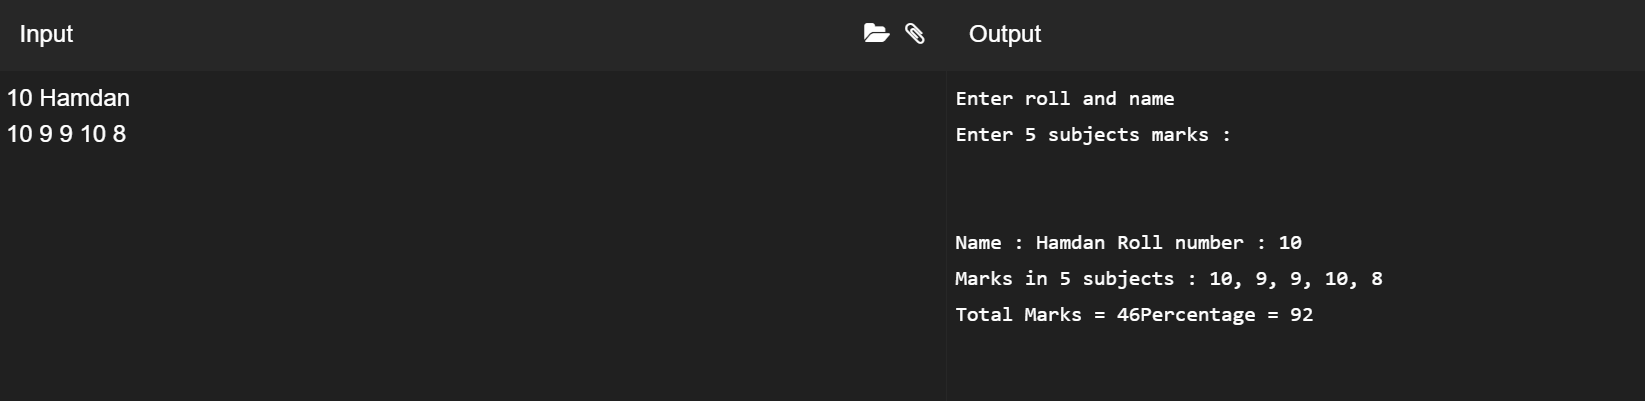 Input
10 Hamdan
10 9 9 10 8
Output
Enter roll and name
Enter 5 subjects marks :
Name : Hamdan Roll number : 10
Marks in 5 subjects : 10, 9, 9, 10, 8
Total Marks = 46Percentage = 92